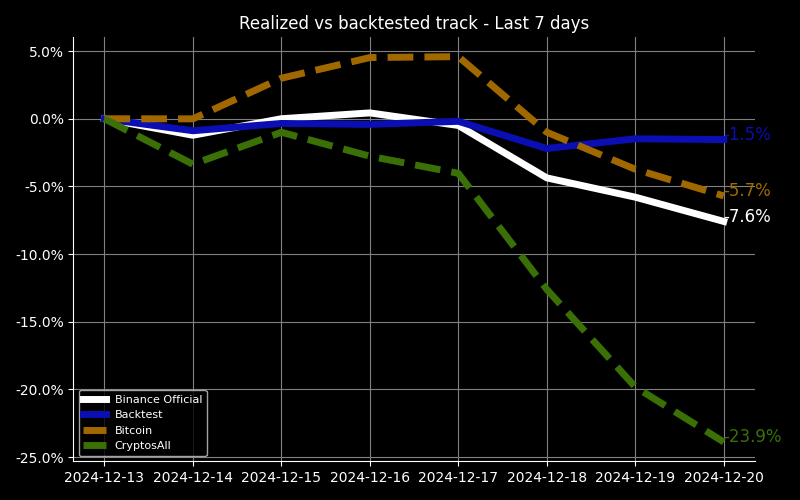 Realized vs backtested track - Last 7 days
5.0%
0.0%
-5.0%
-10.0%
-15.0%
-20.0%
-25.0%
-1.5%
-5.7%
-7.6%
-23.9%
Binance Official
Backtest
Bitcoin
CryptosAll
2024-12-13 2024-12-14 2024-12-15 2024-12-16 2024-12-17 2024-12-18 2024-12-19 2024-12-20